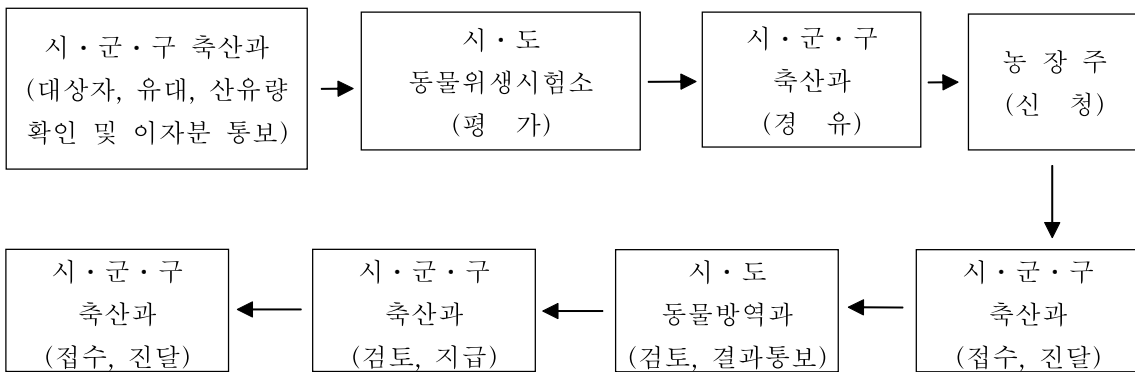 시·군·구 축산과
(대상자, 유대, 산유량
확인 및 이자분 통보)
시·도
동물위생시험소
(평 가)
시·군·구
축산과
(경 유)
농 장 주
(신 청)
시·군·구
축산과
(접수, 진달)
시·도
동물방역과
(검토, 결과통보)
시·군·구
축산과
(검토, 지급)
시·군·구
축산과
(접수, 진달)